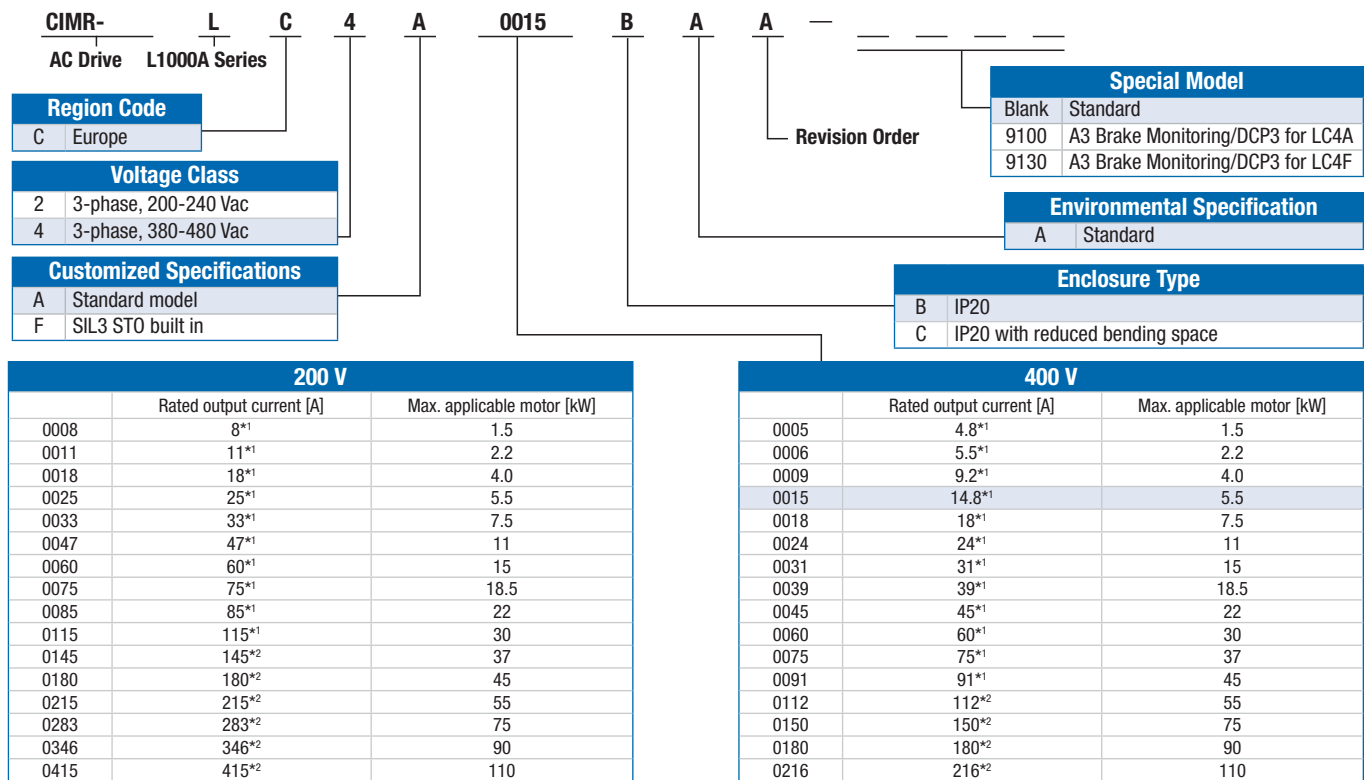 CIMR- L C 4 A 0015 B A A —
AC Drive L1000A Series
Region Code
C Europe
Voltage Class
2 3-phase, 200-240 Vac
4 3-phase, 380-480 Vac
Customized Specifications
A Standard model
F SIL3 STO built in
Revision Order
Special Model
Blank Standard
9100 A3 Brake Monitoring/DCP3 for LC4A
9130 A3 Brake Monitoring/DCP3 for LC4F
Environmental Specification
A Standard
Enclosure Type
B IP20
C IP20 with reduced bending space
200 V
Rated output current [A] Max. applicable motor [kW]
0008 8*1 1.5
0011 11*1 2.2
0018 18*1 4.0
0025 25*1 5.5
0033 33*1 7.5
0047 47*1 11
0060 60*1 15
0075 75*1 18.5
0085 85*1 22
0115 115*1 30
0145 145*2 37
0180 180*2 45
0215 215*2 55
0283 283*2 75
0346 346*2 90
0415 415*2 110
400 V
Rated output current [A] Max. applicable motor [kW]
0005 4.8*1 1.5
0006 5.5*1 2.2
0009 9.2*1 4.0
0015 14.8*1 5.5
0018 18*1 7.5
0024 24*1 11
0031 31*1 15
0039 39*1 18.5
0045 45*1 22
0060 60*1 30
0075 75*1 37
0091 91*1 45
0112 112*2 55
0150 150*2 75
0180 180*2 90
0216 216*2 110